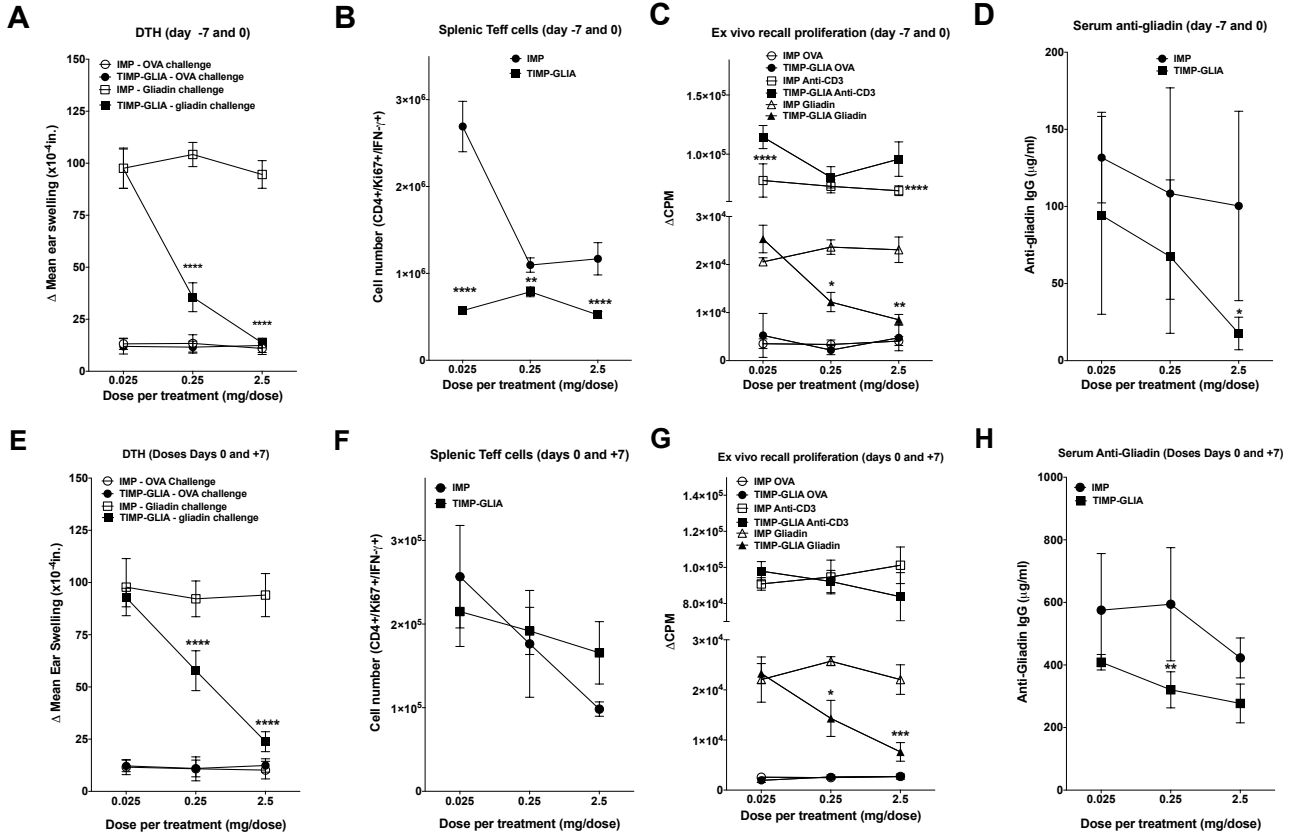 A
DTH (day -7 and 0)
IMP - OVA challenge
TIMP-GLIA - OVA challenge
IMP - Gliadin challenge
TIMP-GLIA - gliadin challenge
Δ Mean ear swelling (x10⁻⁴in.)
150
125
100
75
50
25
0
****
****
0.025 0.25 2.5
Dose per treatment (mg/dose)
B
Splenic Teff cells (day -7 and 0)
IMP
TIMP-GLIA
Cell number (CD4+/Ki67+/IFN-γ+)
3×10⁶
2×10⁶
1×10⁶
0
****
**
****
0.025 0.25 2.5
Dose per treatment (mg/dose)
C
Ex vivo recall proliferation (day -7 and 0)
IMP OVA
TIMP-GLIA OVA
IMP Anti-CD3
TIMP-GLIA Anti-CD3
IMP Gliadin
TIMP-GLIA Gliadin
ΔCPM
1.5×10⁵
1.0×10⁵
3×10⁴
2×10⁴
1×10⁴
0
****
****
*
**
0.025 0.25 2.5
Dose per treatment (mg/dose)
D
Serum anti-gliadin (day -7 and 0)
IMP
TIMP-GLIA
Anti-gliadin IgG (μg/ml)
200
150
100
50
0
*
0.025 0.25 2.5
Dose per treatment (mg/dose)
E
DTH (Doses Days 0 and +7)
IMP - OVA Challenge
TIMP-GLIA - OVA challenge
IMP - Gliadin challenge
TIMP-GLIA - gliadin challenge
Δ Mean Ear Swelling (x10⁻⁴in.)
150
125
100
75
50
25
0
****
****
0.025 0.25 2.5
Dose per treatment (mg/dose)
F
Splenic Teff cells (days 0 and +7)
IMP
TIMP-GLIA
Cell number (CD4+/Ki67+/IFN-γ+)
3×10⁵
2×10⁵
1×10⁵
0
0.025 0.25 2.5
Dose per treatment (mg/dose)
G
Ex vivo recall proliferation (days 0 and +7)
IMP OVA
TIMP-GLIA OVA
IMP Anti-CD3
TIMP-GLIA Anti-CD3
IMP Gliadin
TIMP-GLIA Gliadin
ΔCPM
1.4×10⁵
1.2×10⁵
1.0×10⁵
8.0×10⁴
3×10⁴
2×10⁴
1×10⁴
0
*
***
0.025 0.25 2.5
Dose per treatment (mg/dose)
H
Serum Anti-Gliadin (Doses Days 0 and +7)
IMP
TIMP-GLIA
Anti-Gliadin IgG (μg/ml)
1000
800
600
400
200
0
**
0.025 0.25 2.5
Dose per treatment (mg/dose)